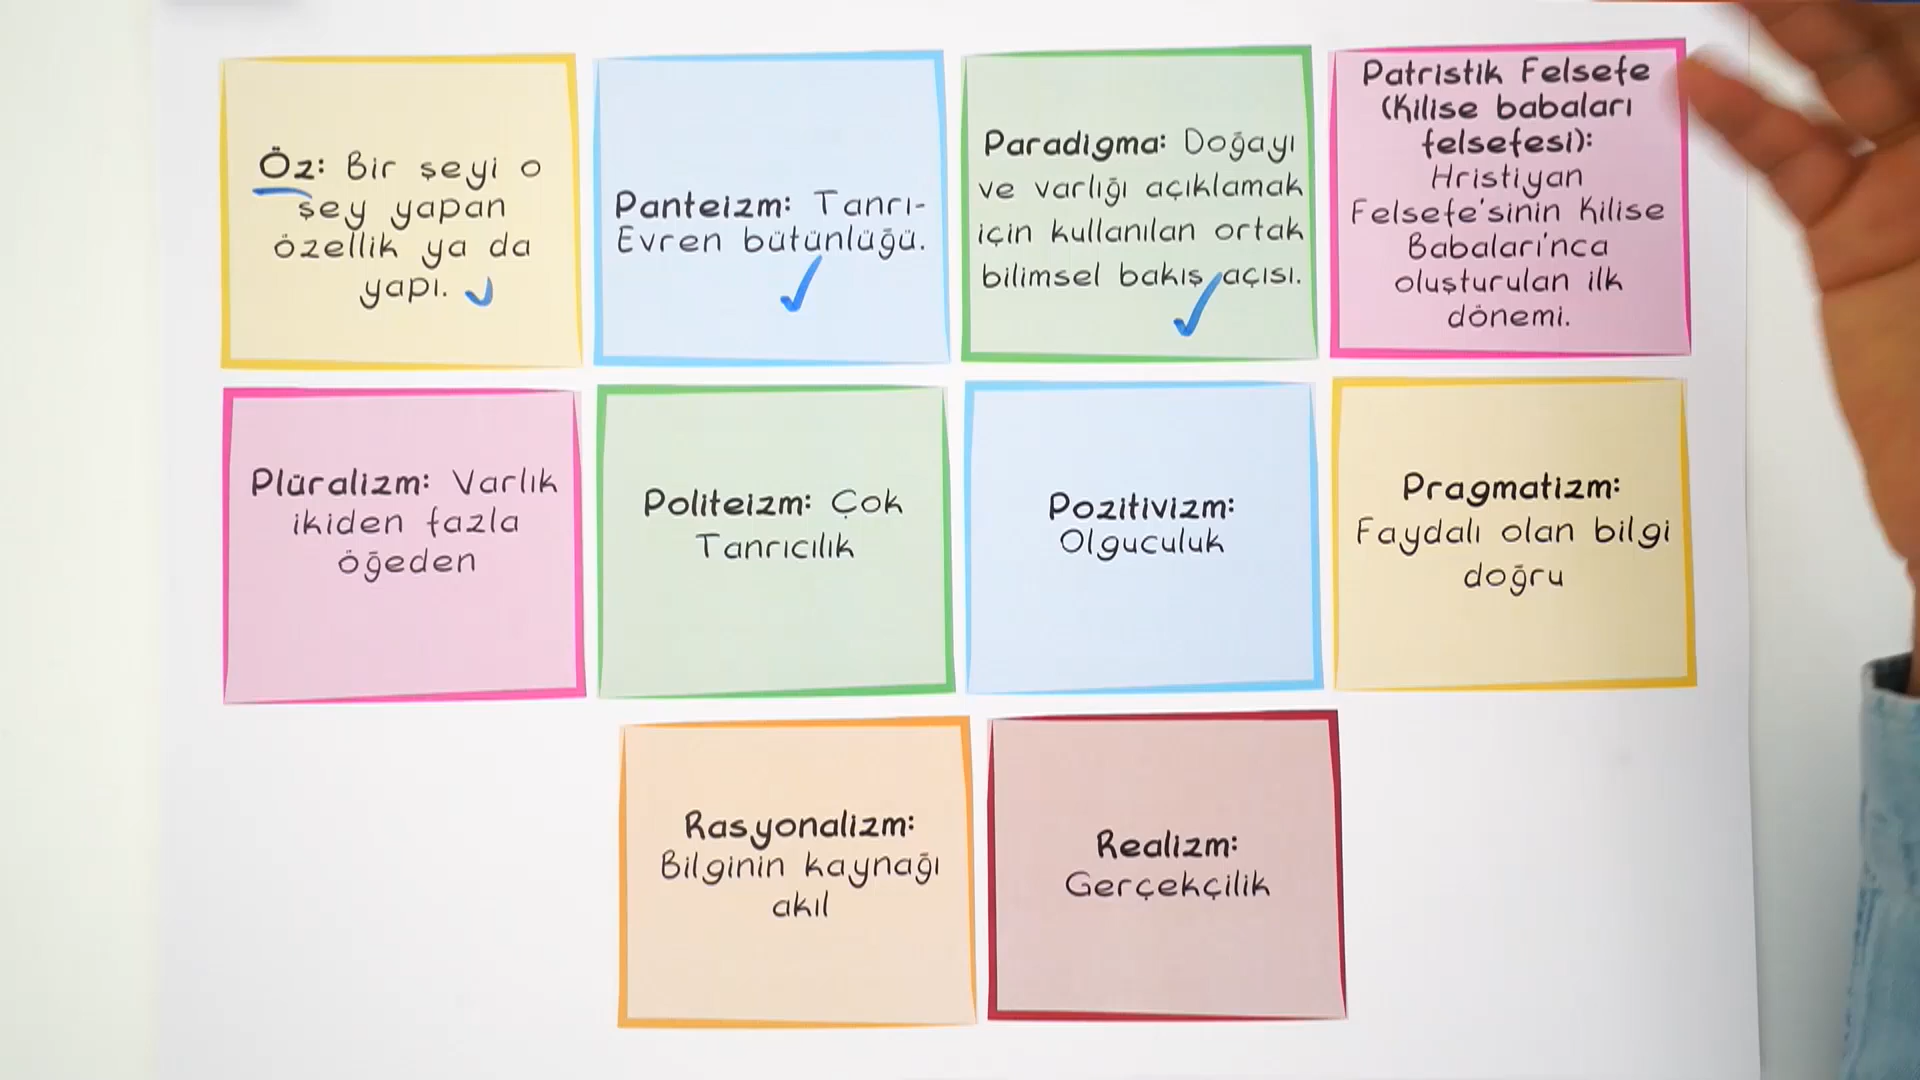 Öz: Bir şeyi o
şey yapan
özellik ya da
yapı.
Panteizm: Tanrı-
Evren bütünlüğü.
Paradigma: Doğayı
ve varlığı açıklamak
için kullanılan ortak
bilimsel bakış açısı.
Patristik Felsefe
(Kilise babaları
felsefesi):
Hristiyan
Felsefe'sinin Kilise
Babaları'nca
oluşturulan ilk
dönemi.
Plüralizm: Varlık
ikiden fazla
öğeden
Politeizm: Çok
Tanrıcılık
Pozitivizm:
Olguculuk
Pragmatizm:
Faydalı olan bilgi
doğru
Rasyonalizm:
Bilginin kaynağı
akıl
Realizm:
Gerçekçilik